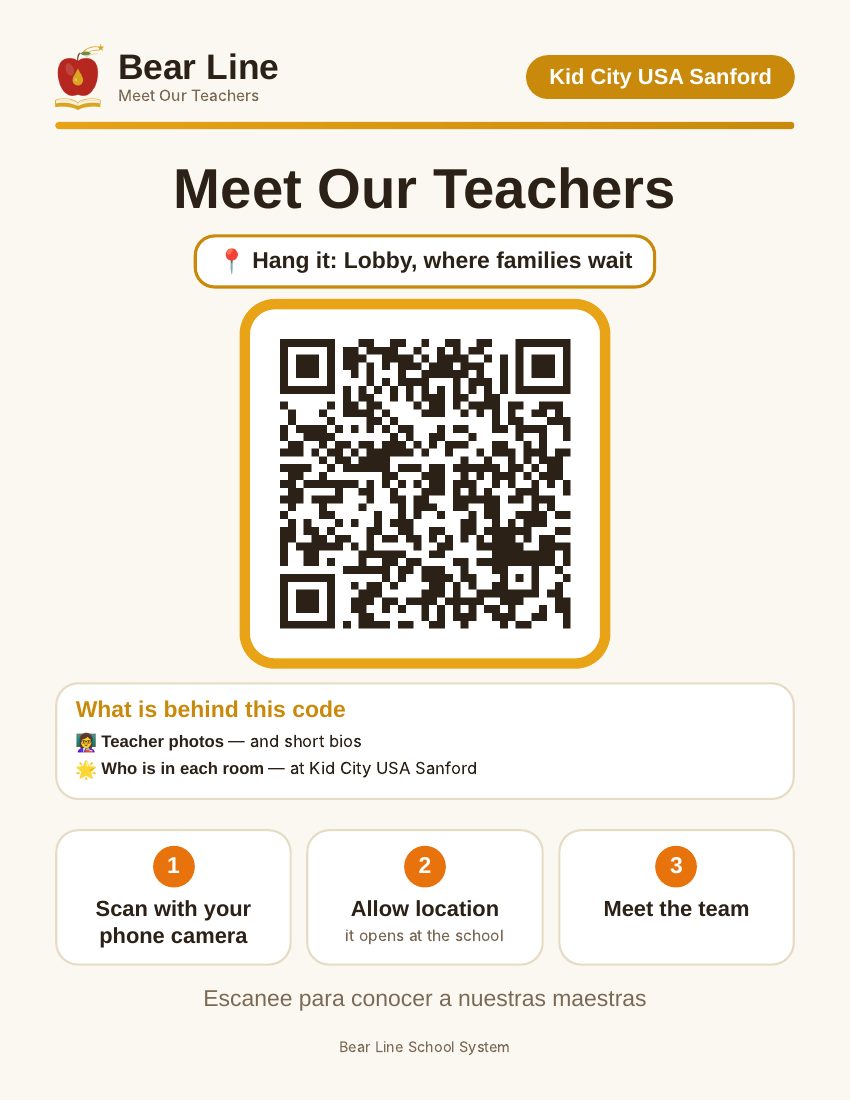 Bear Line
Meet Our Teachers
Kid City USA Sanford
Meet Our Teachers
📍 Hang it: Lobby, where families wait
What is behind this code
👩‍🏫 Teacher photos — and short bios
🌟 Who is in each room — at Kid City USA Sanford
1
Scan with your
phone camera
2
Allow location
it opens at the school
3
Meet the team
Escanee para conocer a nuestras maestras
Bear Line School System